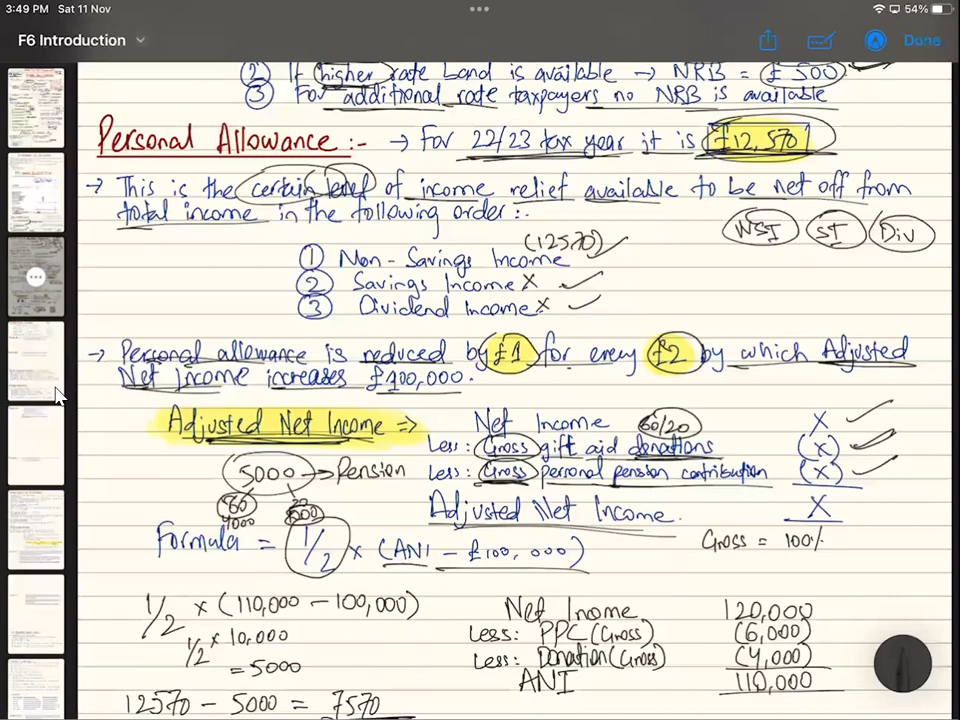 3:49 PM Sat 11 Nov
54%
F6 Introduction
Done
② If higher rate band is available → NRB = £500
③ For additional rate taxpayers no NRB is available
Personal Allowance :- → For 22/23 tax year it is £12,570
→ This is the certain level of income relief available to be net off from
total income in the following order :-
NSI ST Div
(12570)
① Non-Savings Income
② Savings Income x
③ Dividend Income x
→ Personal allowance is reduced by £1 for every £2 by which Adjusted
Net Income increases £100,000.
Adjusted Net Income ⇒ Net Income X
80/20
Less: Gross gift aid donations (x)
5000 → Pension Less: Gross personal pension contribution (x)
80
4000
Adjusted Net Income. X
Formula = 1/2 x (ANI - £100,000)
Gross = 100%
1/2 x (110,000 - 100,000)
1/2 x 10,000
= 5000
12570 - 5000 = 7570
Net Income 120,000
Less: PPC (Gross) (6,000)
Less: Donation (Gross) (4,000)
ANI 110,000